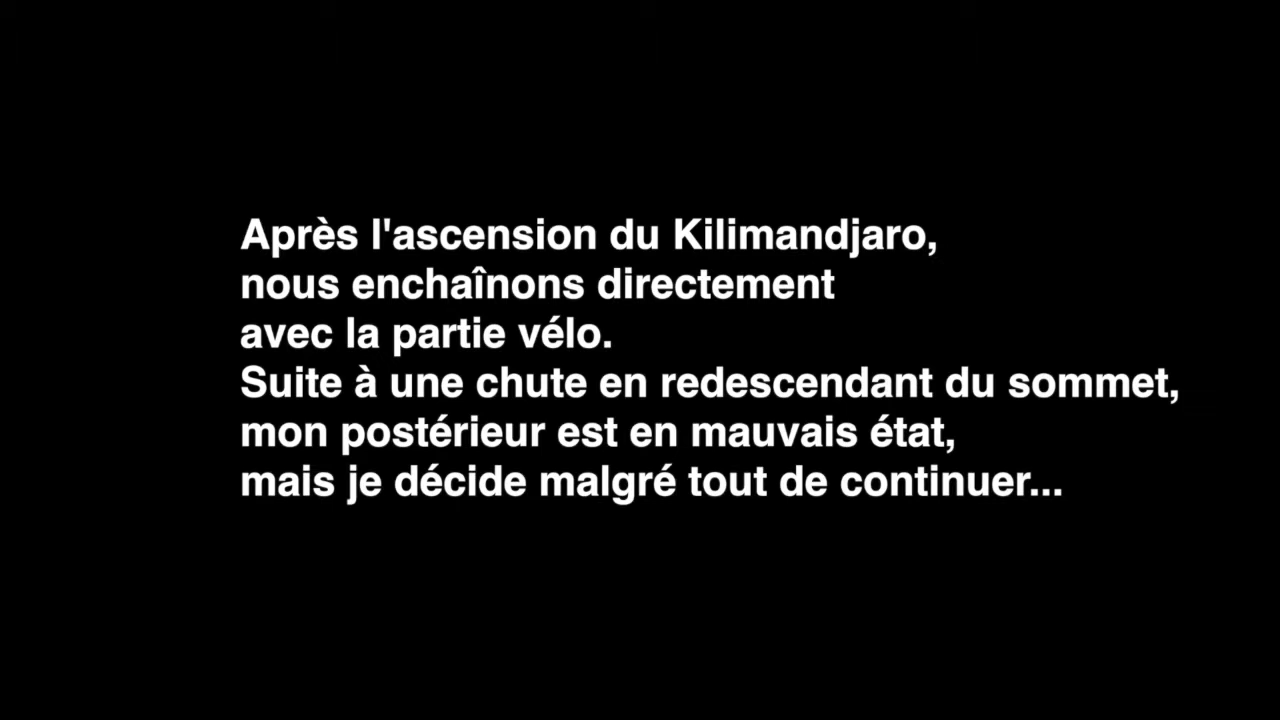 Après l'ascension du Kilimandjaro,
nous enchaînons directement
avec la partie vélo.
Suite à une chute en redescendant du sommet,
mon postérieur est en mauvais état,
mais je décide malgré tout de continuer...